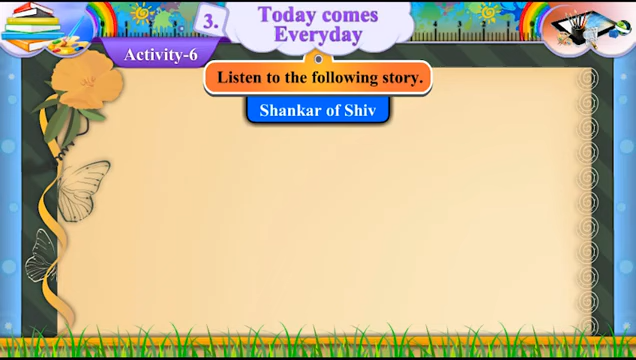 3.
Today comes
Everyday
Activity-6
Listen to the following story.
Shankar of Shiv